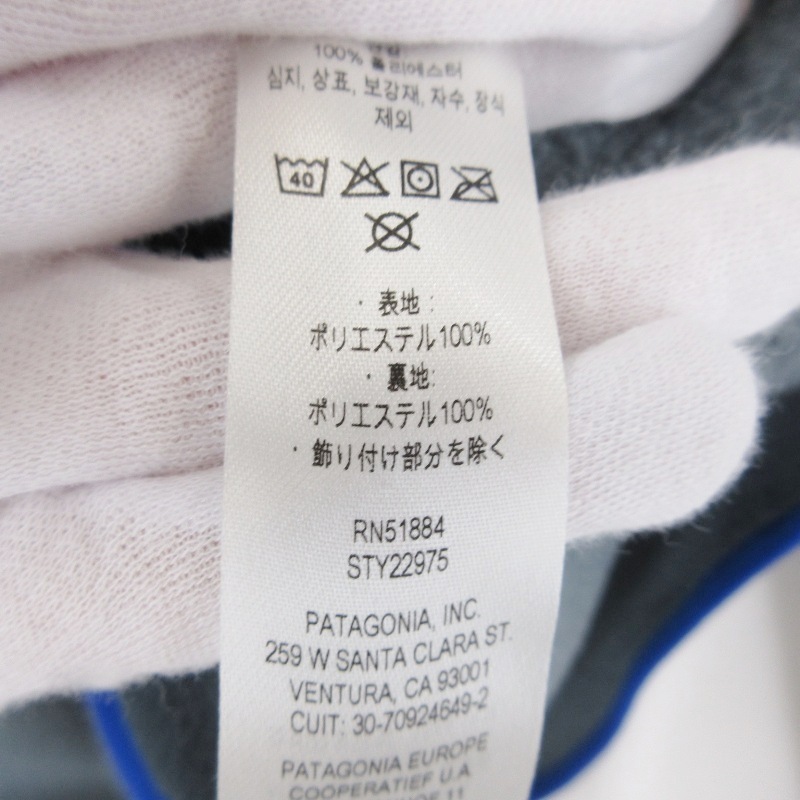 100% 폴리에스터
심지, 상표, 보강재, 자수, 장식
제외
40
· 表地 :
ポリエステル100%
· 裏地:
ポリエステル100%
· 飾り付け部分を除く
RN51884
STY22975
PATAGONIA, INC.
259 W SANTA CLARA ST.
VENTURA, CA 93001
CUIT: 30-70924649-2
PATAGONIA EUROPE
COOPERATIEF U.A.